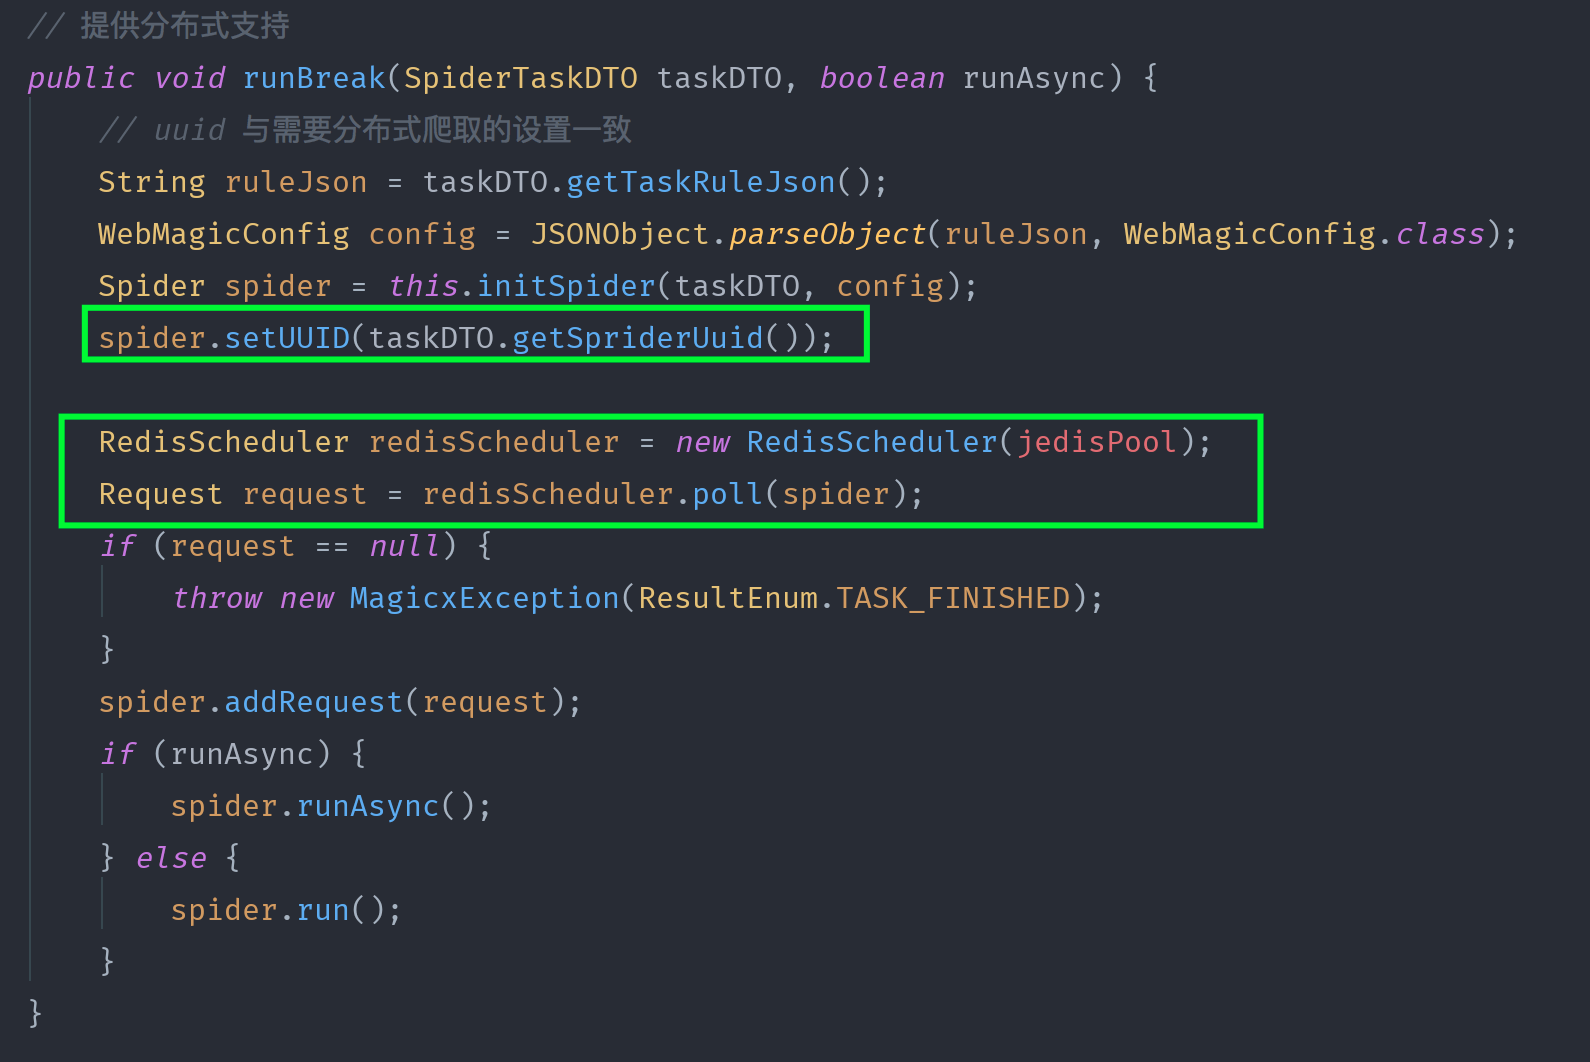 // 提供分布式支持
public void runBreak(SpiderTaskDTO taskDTO, boolean runAsync) {
// uuid 与需要分布式爬取的设置一致
String ruleJson = taskDTO.getTaskRuleJson();
WebMagicConfig config = JSONObject.parseObject(ruleJson, WebMagicConfig.class);
Spider spider = this.initSpider(taskDTO, config);
spider.setUUID(taskDTO.getSpriderUuid());
RedisScheduler redisScheduler = new RedisScheduler(jedisPool);
Request request = redisScheduler.poll(spider);
if (request == null) {
throw new MagicxException(ResultEnum.TASK_FINISHED);
}
spider.addRequest(request);
if (runAsync) {
spider.runAsync();
} else {
spider.run();
}
}